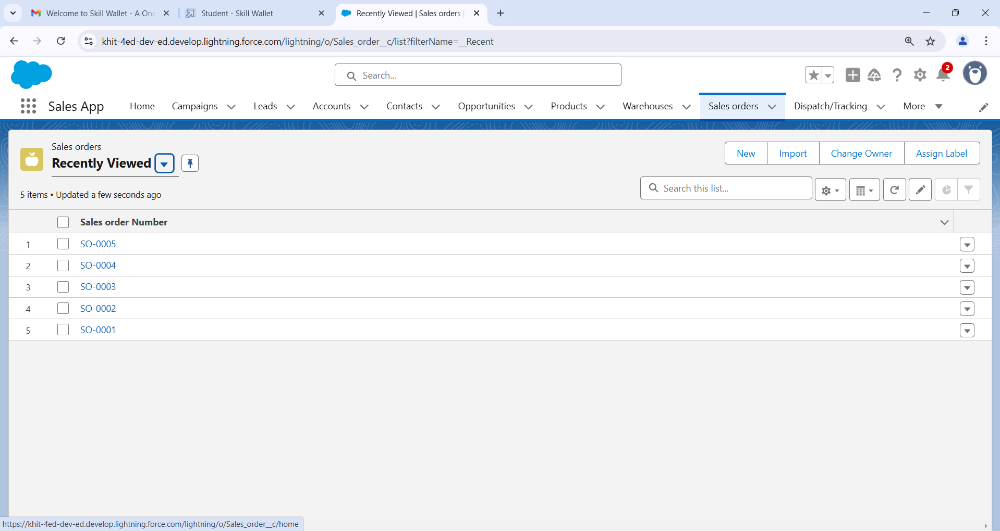 Welcome to Skill Wallet - A One
Student - Skill Wallet
Recently Viewed | Sales orders |
khit-4ed-dev-ed.develop.lightning.force.com/lightning/o/Sales_order__c/list?filterName=__Recent
Search...
2
Sales App
Home
Campaigns
Leads
Accounts
Contacts
Opportunities
Products
Warehouses
Sales orders
Dispatch/Tracking
More
Sales orders
Recently Viewed
New
Import
Change Owner
Assign Label
5 items • Updated a few seconds ago
Search this list...
Sales order Number
1 SO-0005
2 SO-0004
3 SO-0003
4 SO-0002
5 SO-0001
https://khit-4ed-dev-ed.develop.lightning.force.com/lightning/o/Sales_order__c/home